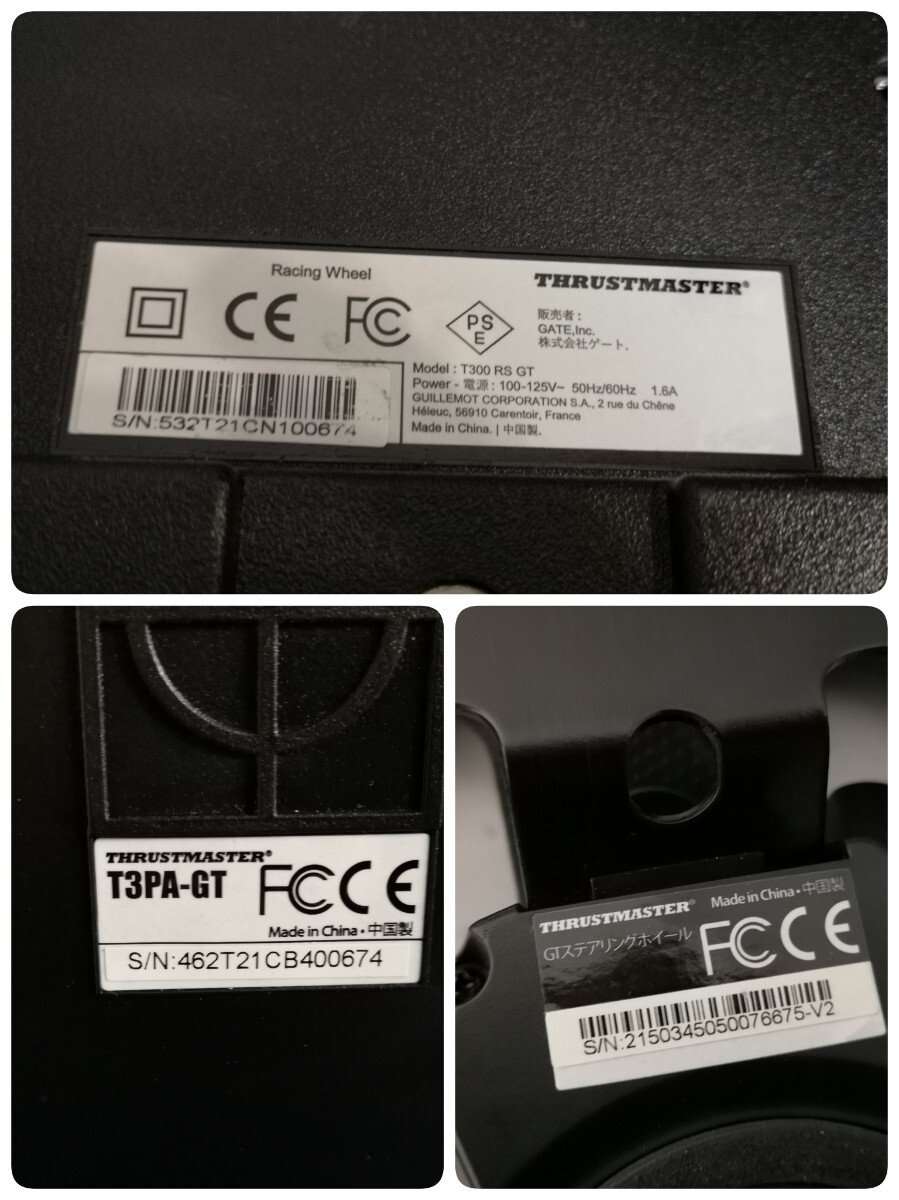 Racing Wheel
THRUSTMASTER®
CE FC
PS
E
販売者:
GATE,Inc.
株式会社ゲート.
Model : T300 RS GT
Power - 電源 : 100-125V~ 50Hz/60Hz 1.6A
GUILLEMOT CORPORATION S.A., 2 rue du Chêne
Héleuc, 56910 Carentoir, France
Made in China. | 中国製.
S/N:532T21CN100674
THRUSTMASTER®
T3PA-GT FC CE
Made in China・中国製
S/N:462T21CB400674
THRUSTMASTER® Made in China・中国製
GTステアリングホイール FC CE
S/N:2150345050076675-V2